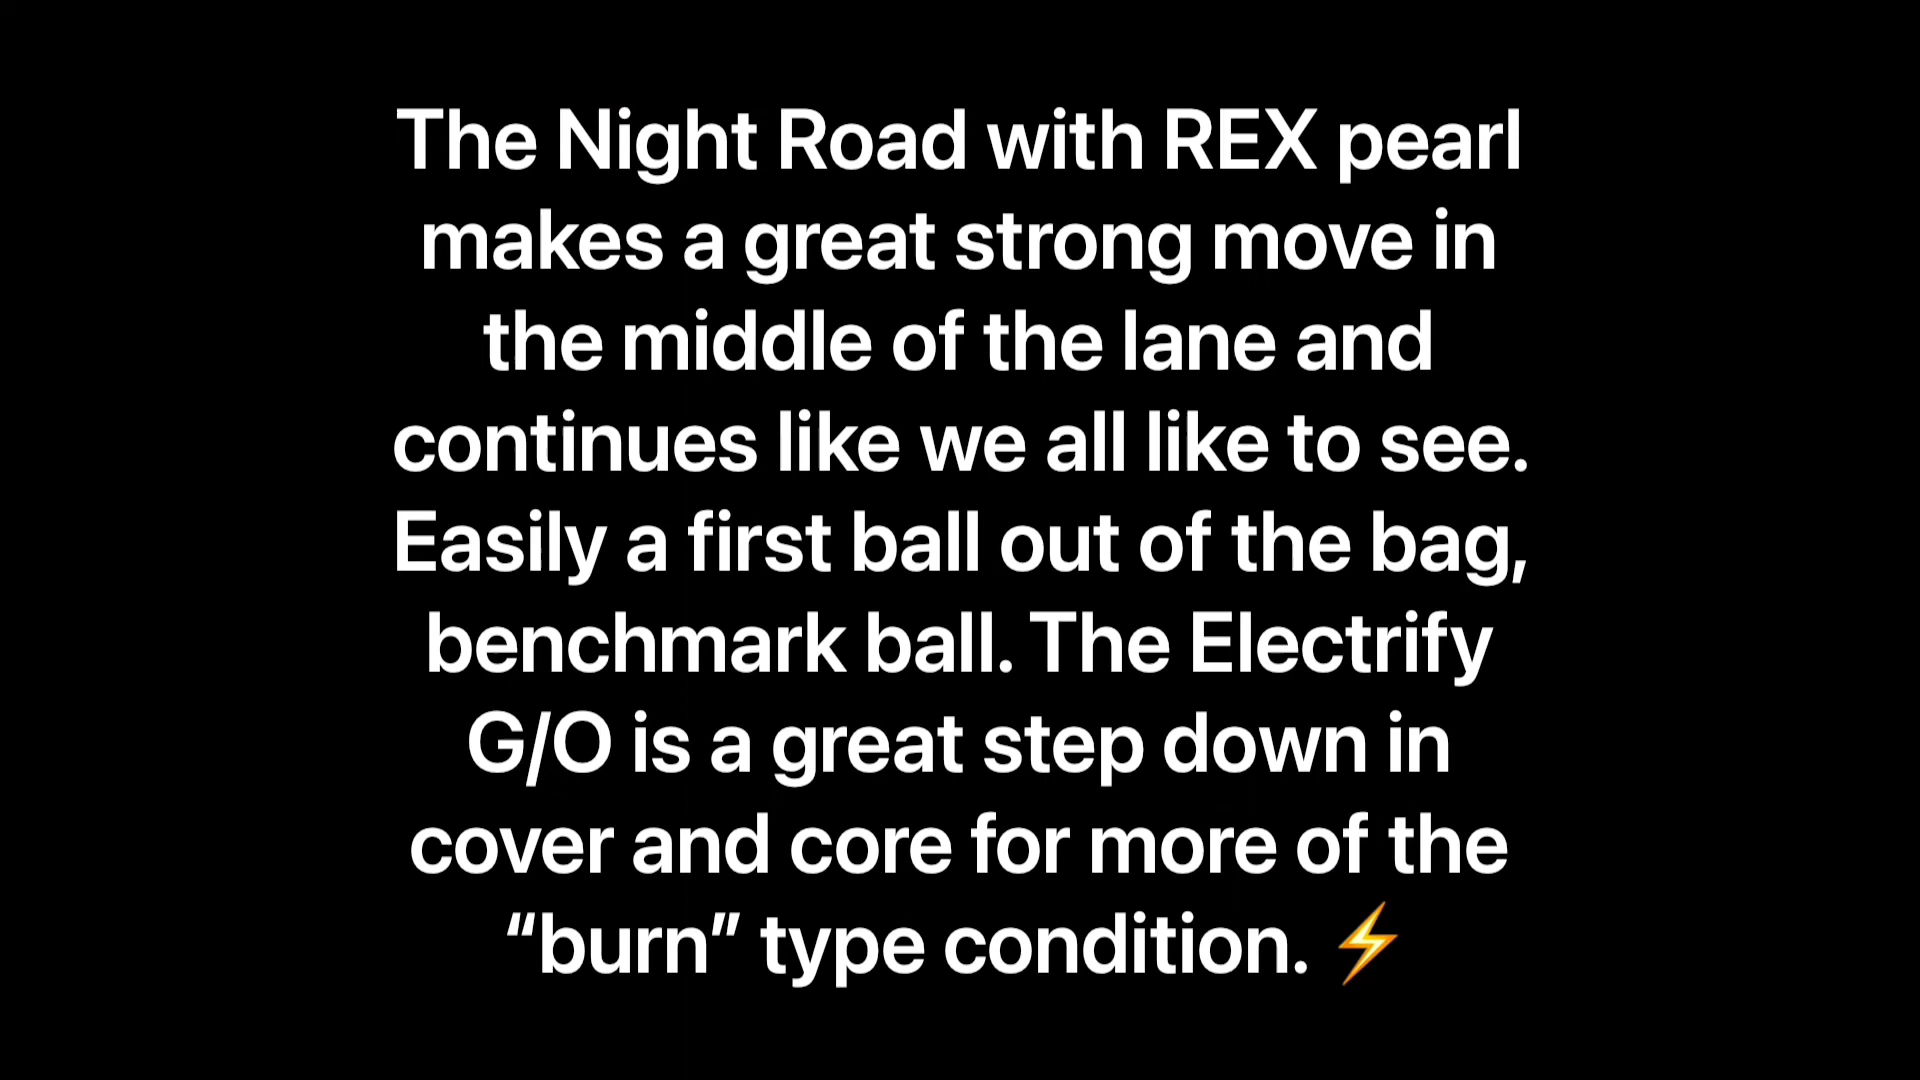 The Night Road with REX pearl
makes a great strong move in
the middle of the lane and
continues like we all like to see.
Easily a first ball out of the bag,
benchmark ball. The Electrify
G/O is a great step down in
cover and core for more of the
“burn” type condition. ⚡